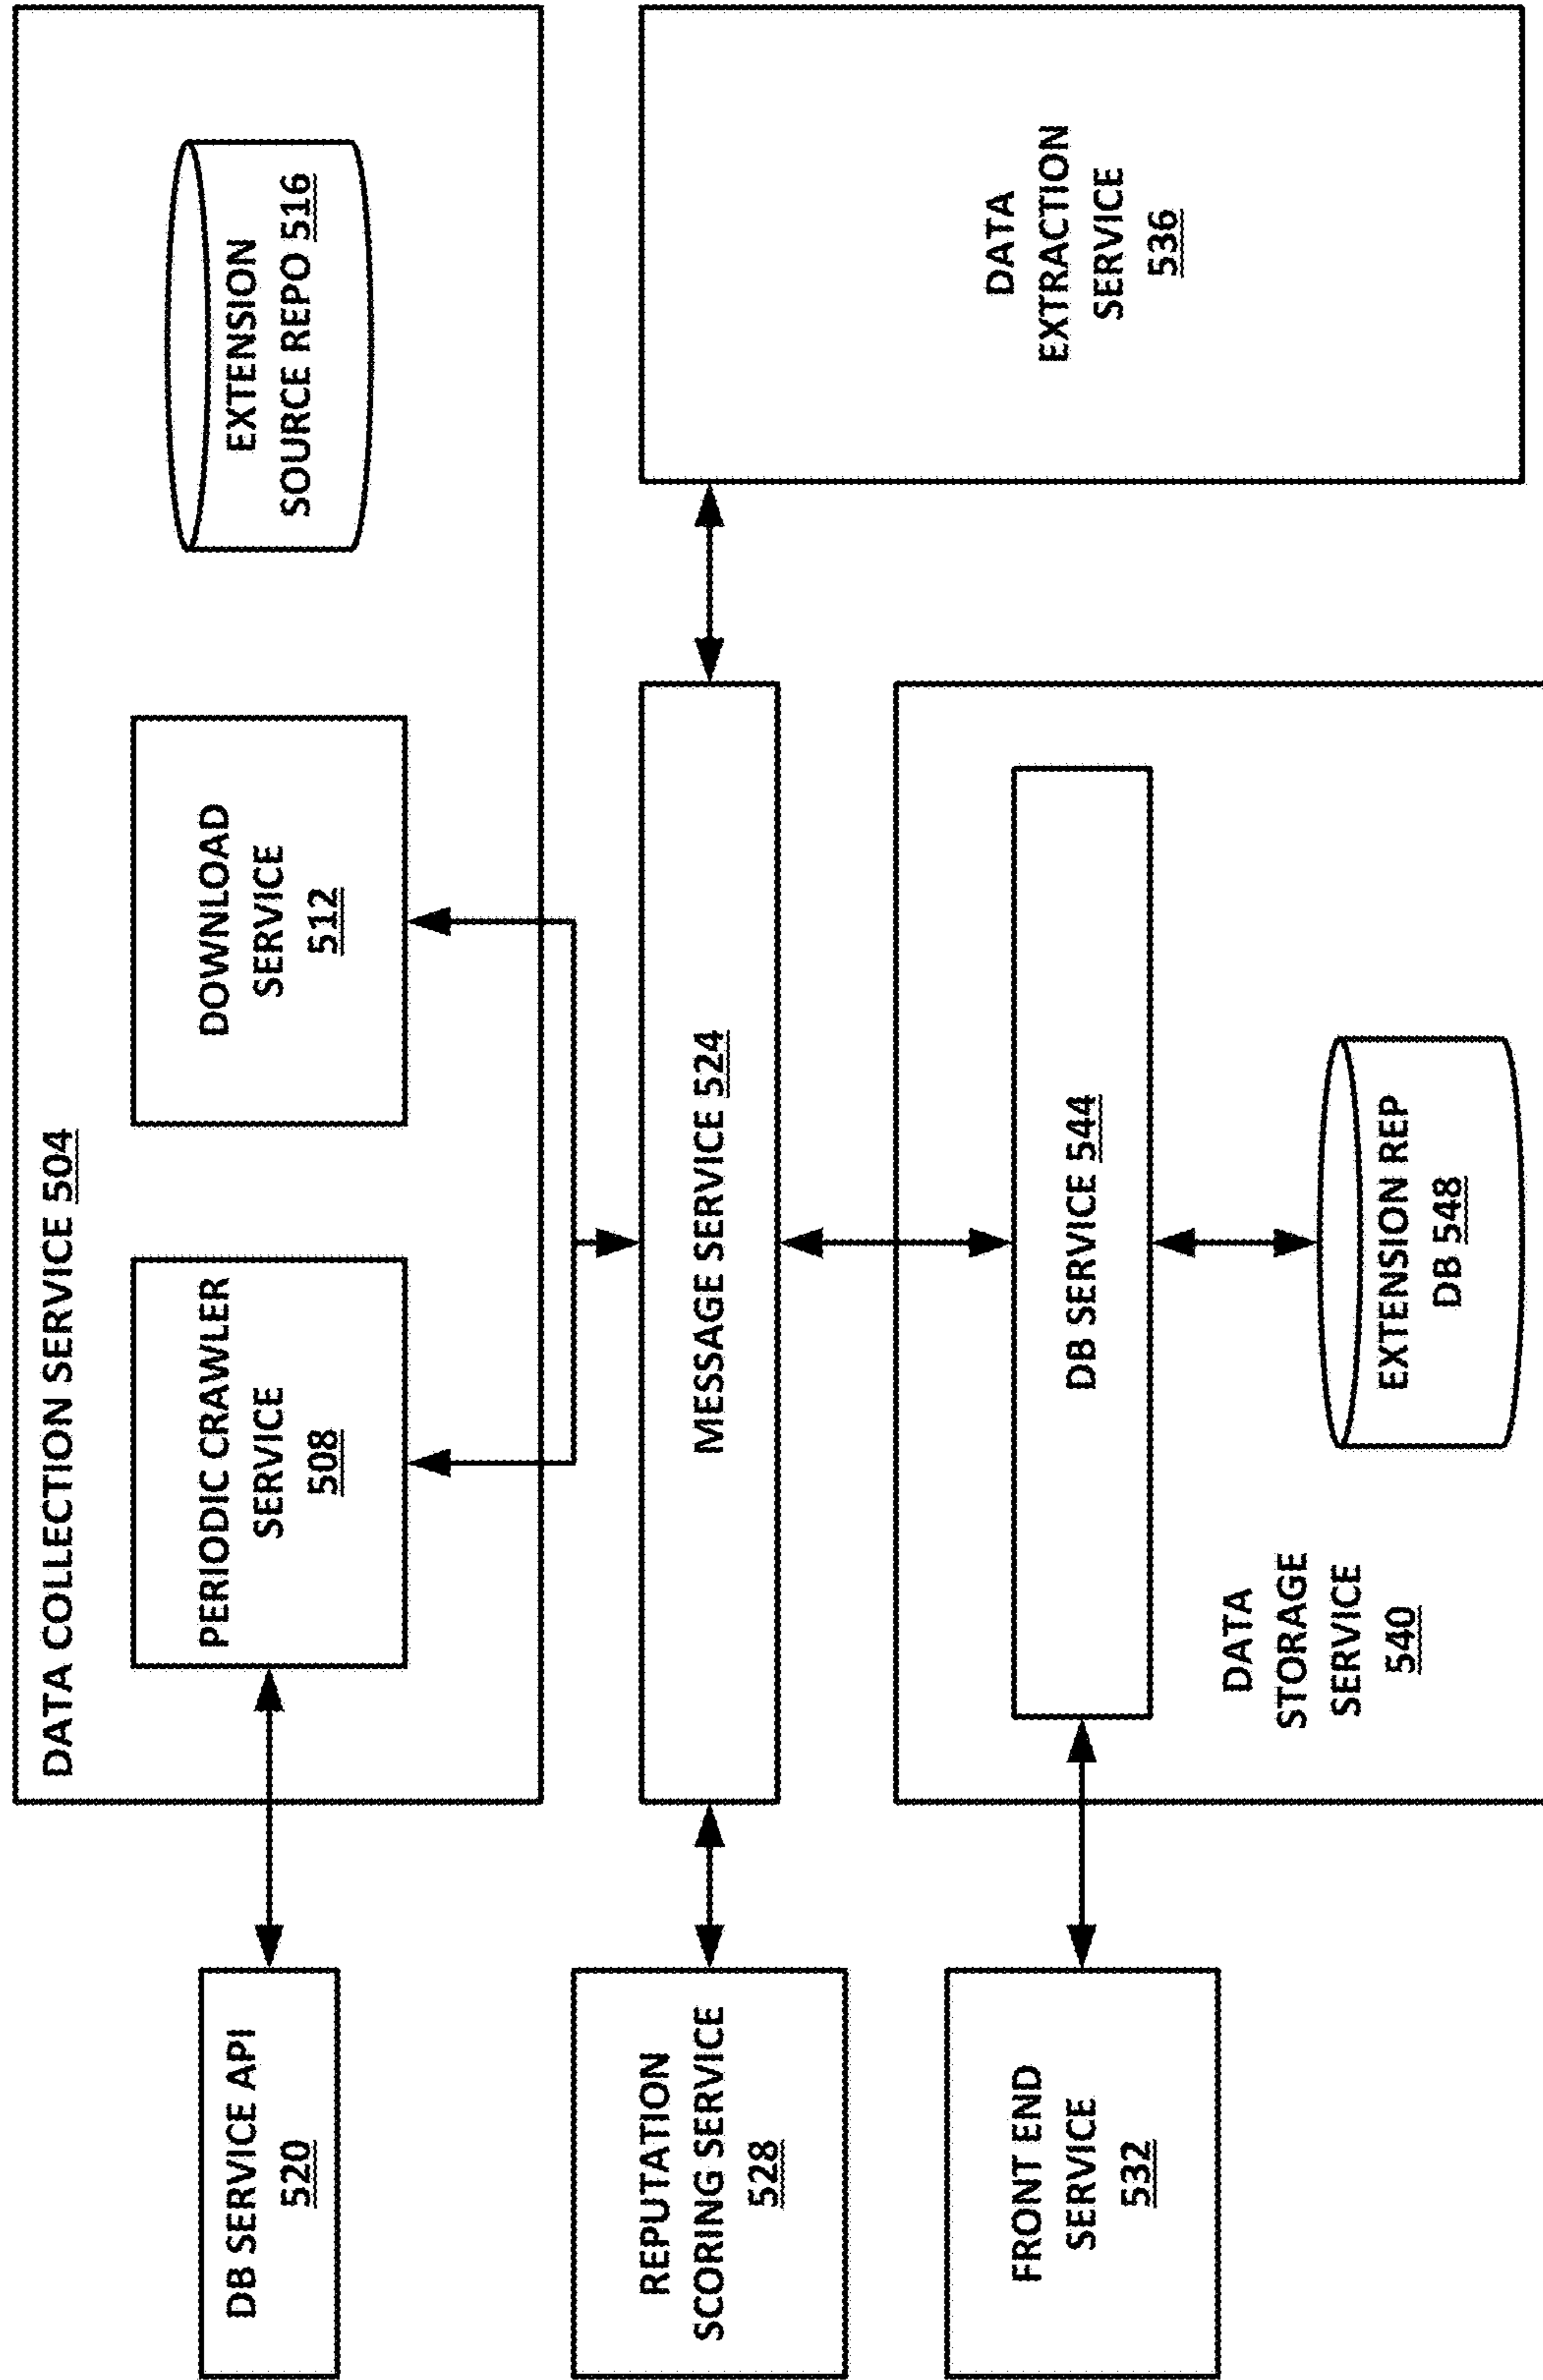 DATA COLLECTION SERVICE 504
DB SERVICE API
520
PERIODIC CRAWLER
SERVICE
508
DOWNLOAD
SERVICE
512
EXTENSION
SOURCE REPO 516
REPUTATION
SCORING SERVICE
528
MESSAGE SERVICE 524
DATA
EXTRACTION
SERVICE
536
FRONT END
SERVICE
532
DB SERVICE 544
DATA
STORAGE
SERVICE
540
EXTENSION REP
DB 548